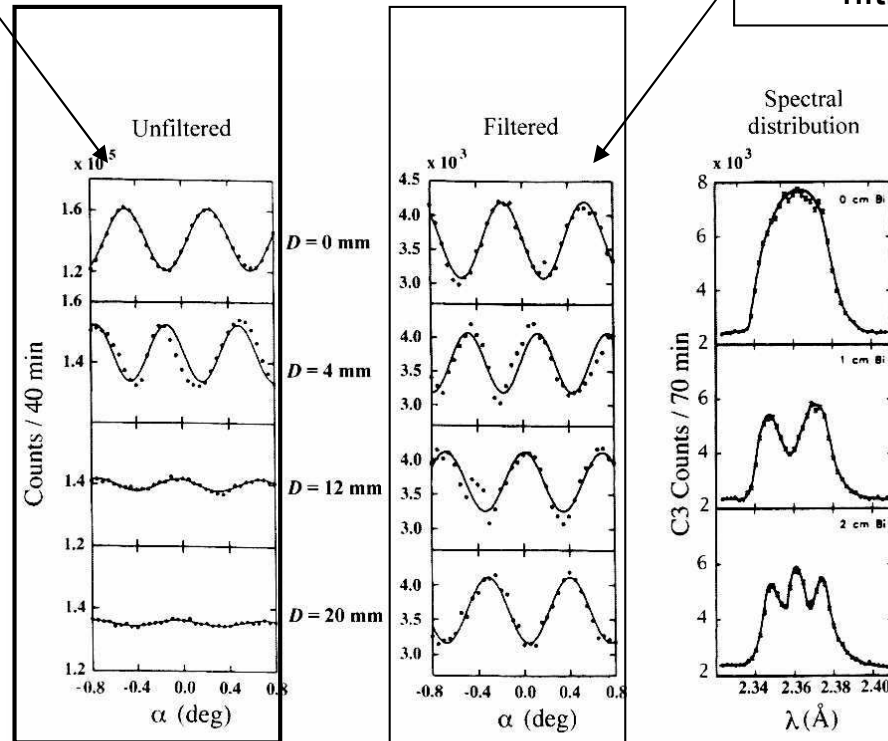 Unfiltered
x 10⁻⁵
1.6
1.2
1.6
1.4
1.4
1.2
1.4
1.2
-0.8 -0.4 0.0 0.4 0.8
α (deg)
Counts / 40 min
D = 0 mm
D = 4 mm
D = 12 mm
D = 20 mm
Filtered
x 10³
4.5
4.0
3.5
3.0
4.0
3.5
3.0
4.0
3.5
3.0
4.0
3.5
3.0
-0.8 -0.4 0.0 0.4 0.8
α (deg)
Spectral
distribution
x 10³
8
6
4
2
6
4
2
6
4
2
0 cm Bi
1 cm Bi
2 cm Bi
C3 Counts / 70 min
2.34 2.36 2.38 2.40
λ (Å)